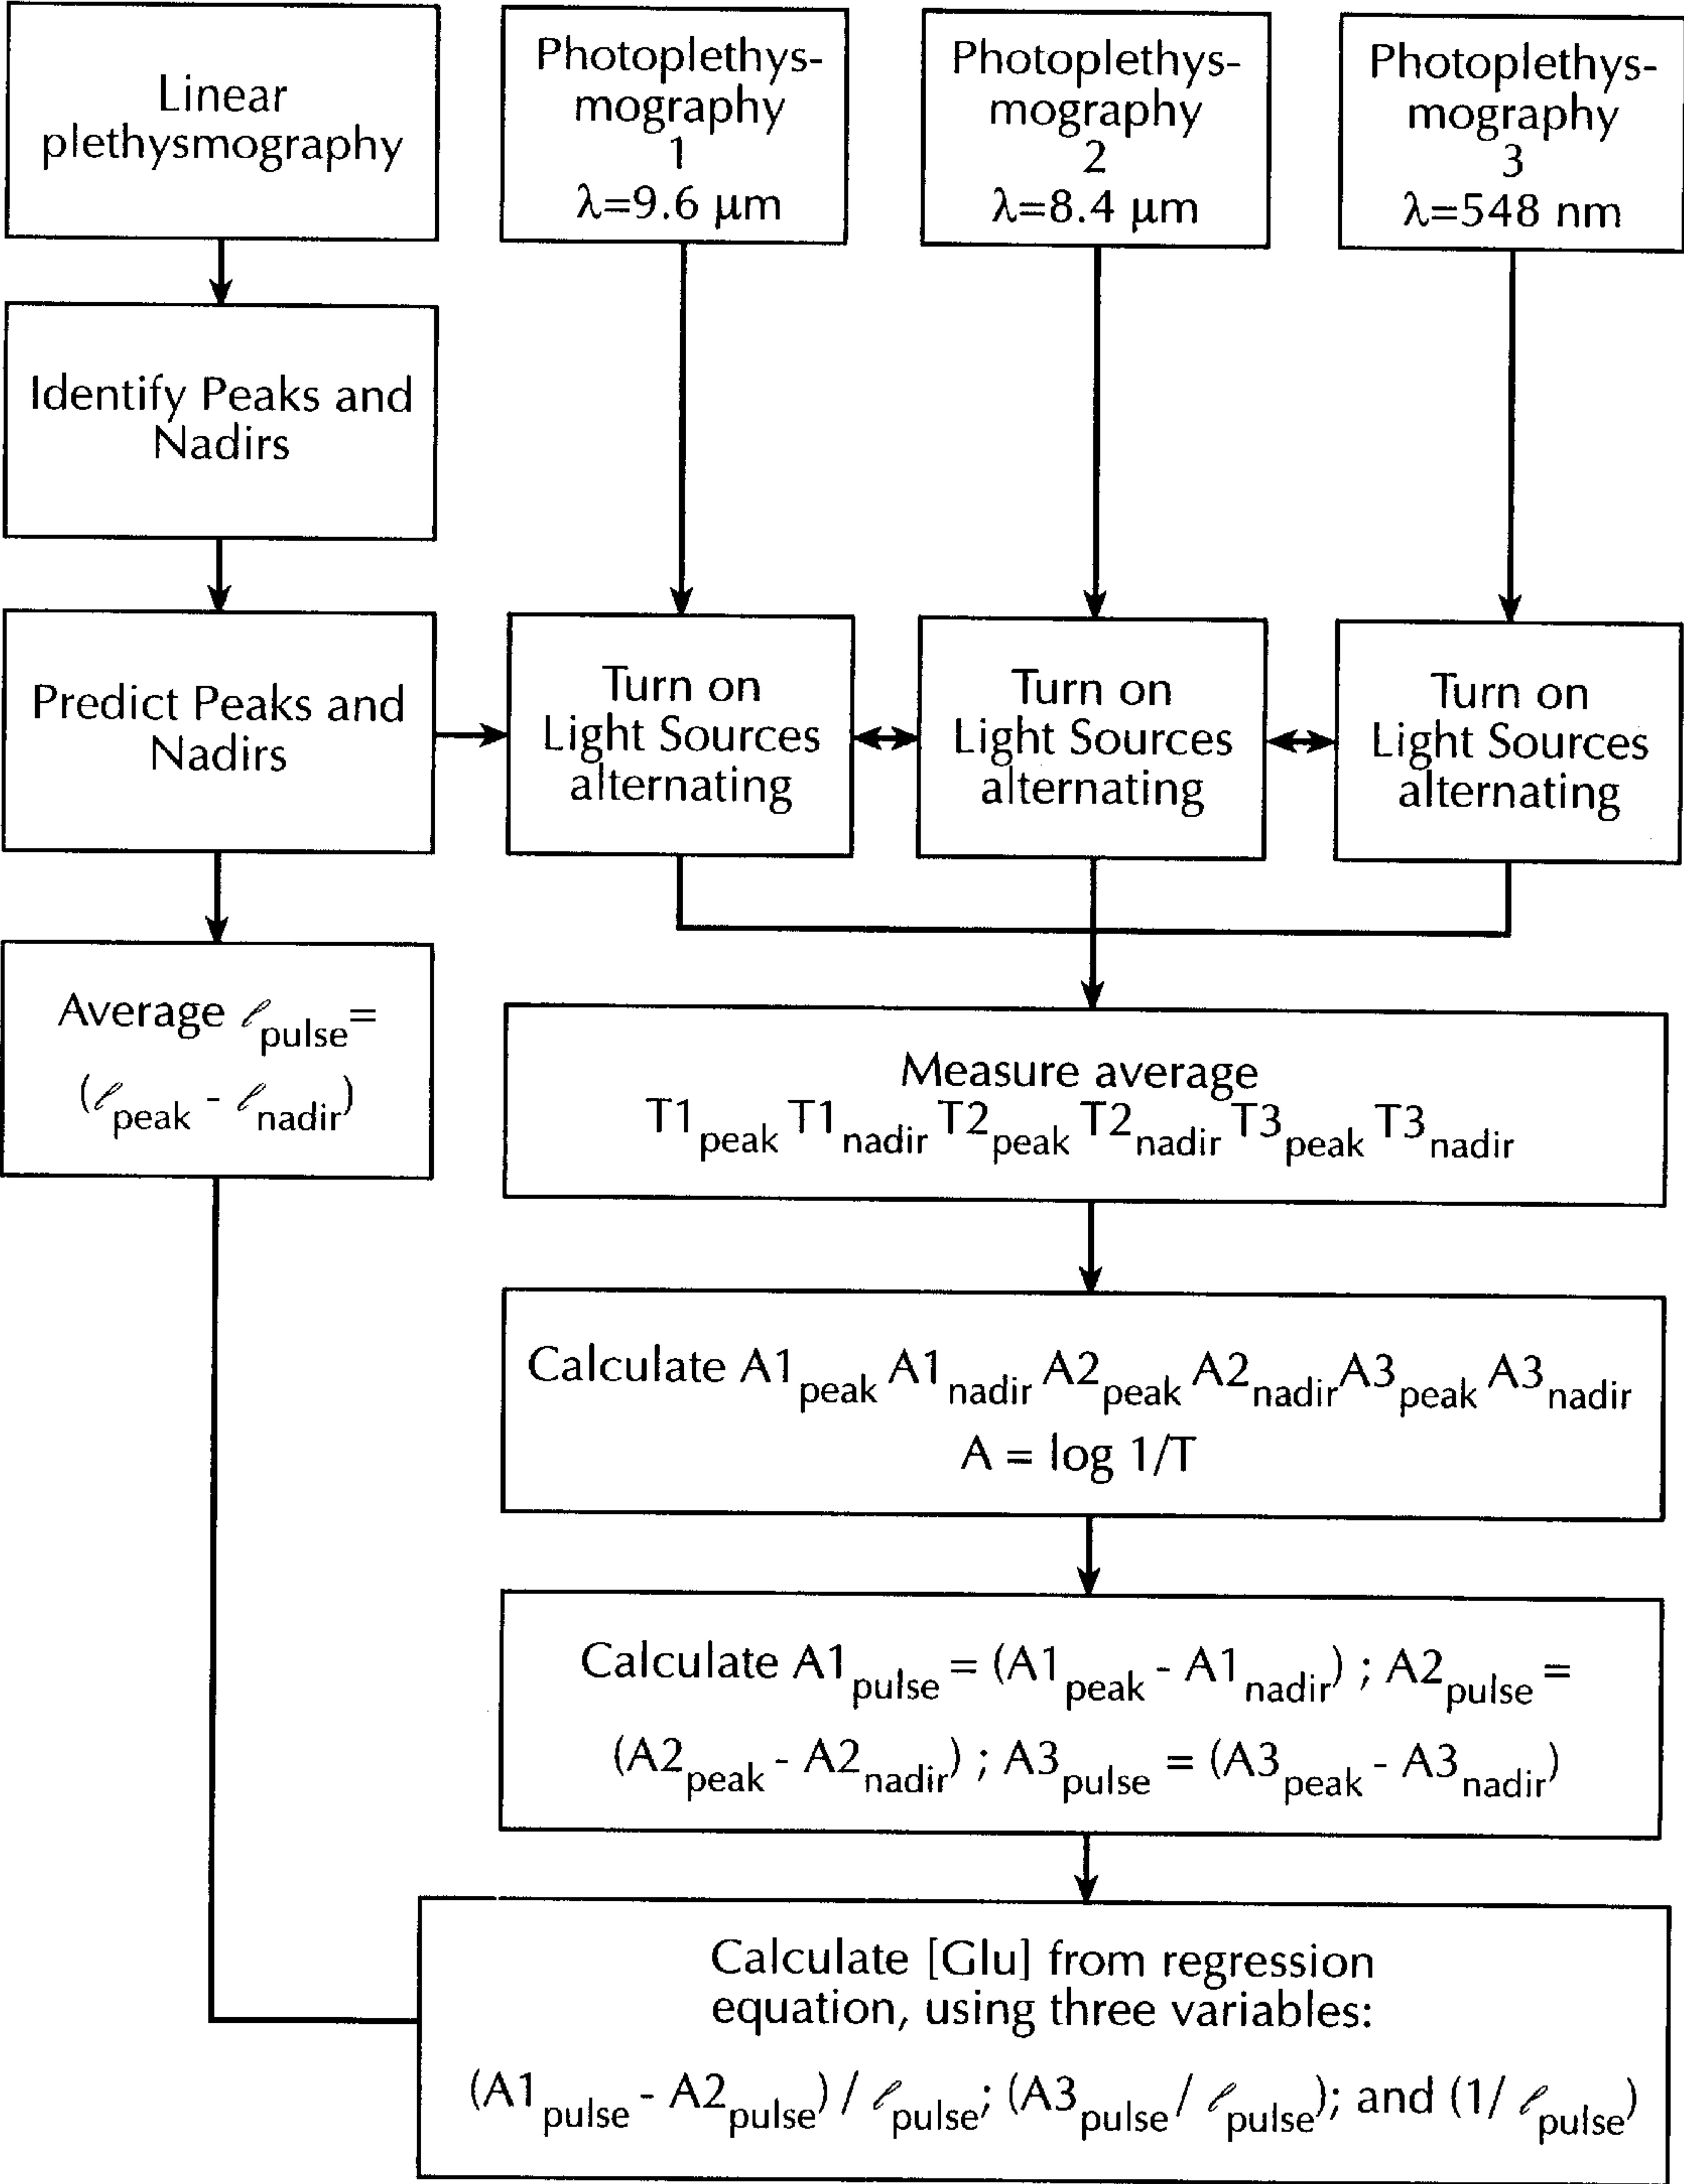 Linear
plethysmography
Photoplethys-
mography
1
λ=9.6 μm
Photoplethys-
mography
2
λ=8.4 μm
Photoplethys-
mography
3
λ=548 nm
Identify Peaks and
Nadirs
Predict Peaks and
Nadirs
Turn on
Light Sources
alternating
Turn on
Light Sources
alternating
Turn on
Light Sources
alternating
Average ℓpulse=
(ℓpeak - ℓnadir)
Measure average
T1peak T1nadir T2peak T2nadir T3peak T3nadir
Calculate A1peak A1nadir A2peak A2nadir A3peak A3nadir
A = log 1/T
Calculate A1pulse = (A1peak - A1nadir) ; A2pulse =
(A2peak - A2nadir) ; A3pulse = (A3peak - A3nadir)
Calculate [Glu] from regression
equation, using three variables:
(A1pulse - A2pulse) / ℓpulse; (A3pulse / ℓpulse); and (1/ ℓpulse)